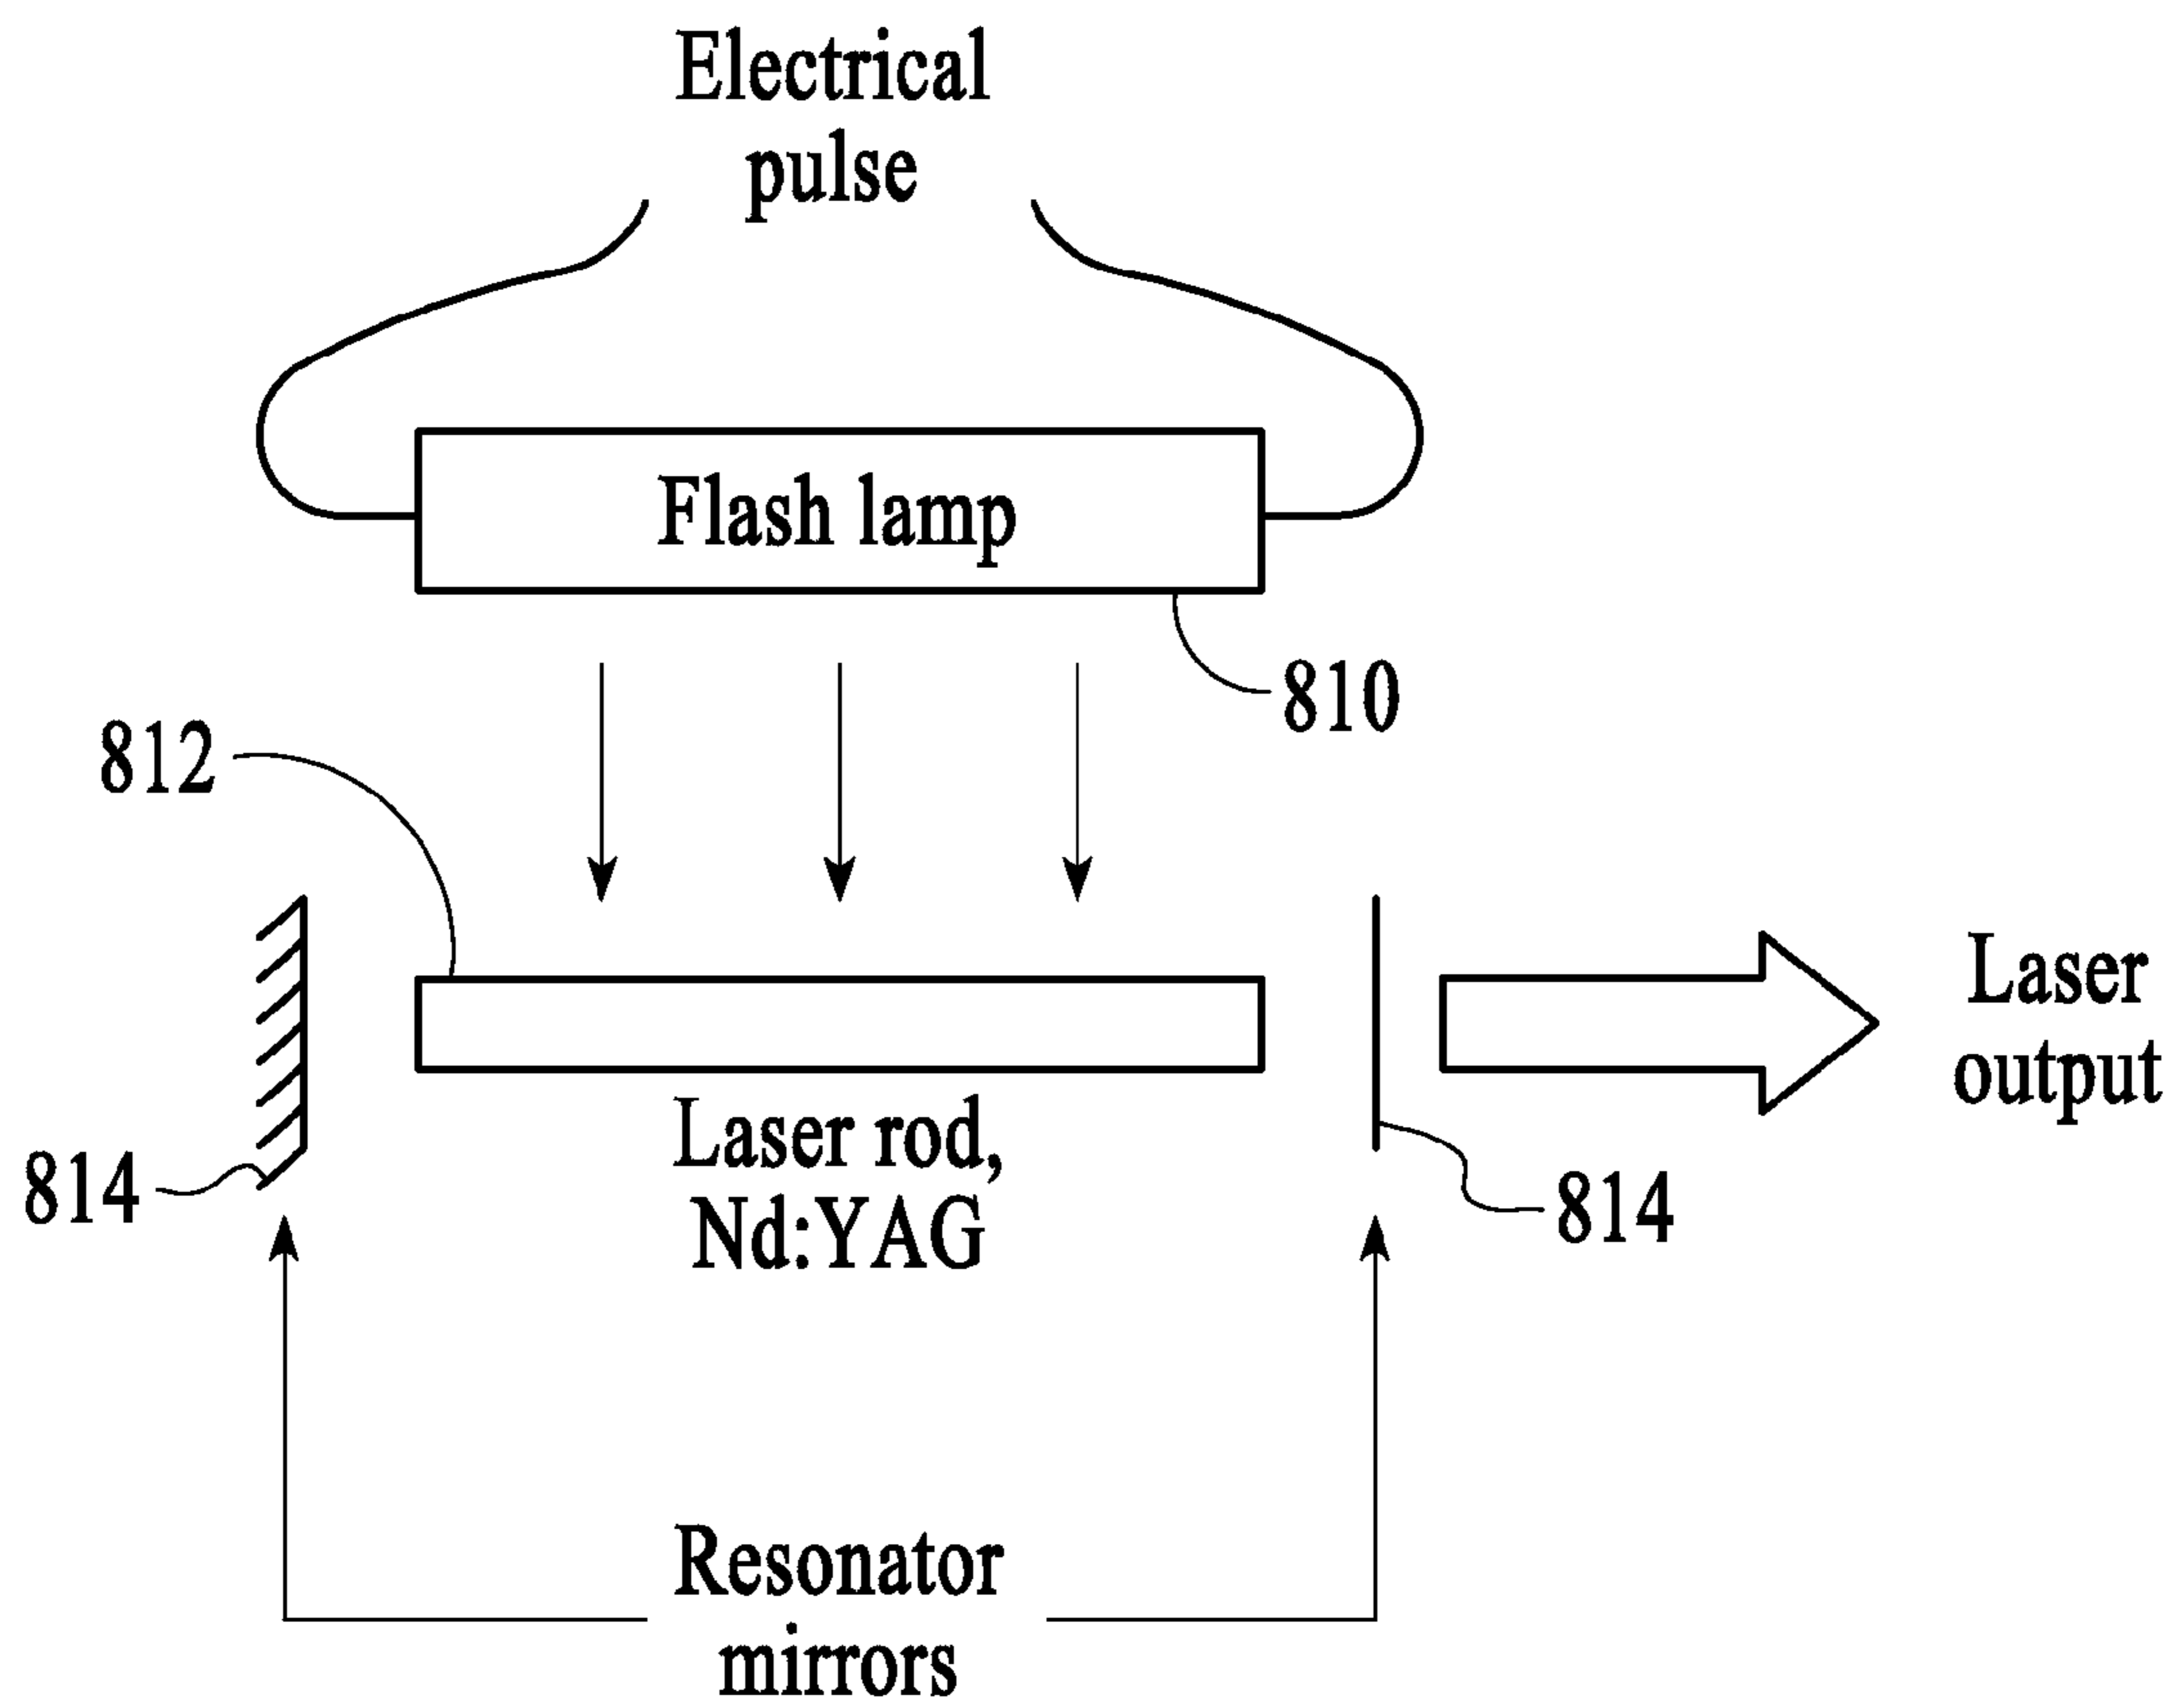 Electrical
pulse
Flash lamp
810
812
Laser
output
Laser rod,
Nd:YAG
814
814
Resonator
mirrors